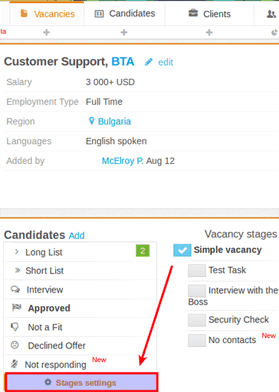 Vacancies Candidates Clients
ta
Customer Support, BTA edit
Salary 3 000+ USD
Employment Type Full Time
Region Bulgaria
Languages English spoken
Added by McElroy P. Aug 12
Candidates Add
Long List 2
Short List
Interview
Approved
Not a Fit
Declined Offer
Not responding New
Stages settings
Vacancy stages
Simple vacancy
Test Task
Interview with the
Boss
Security Check
No contacts New